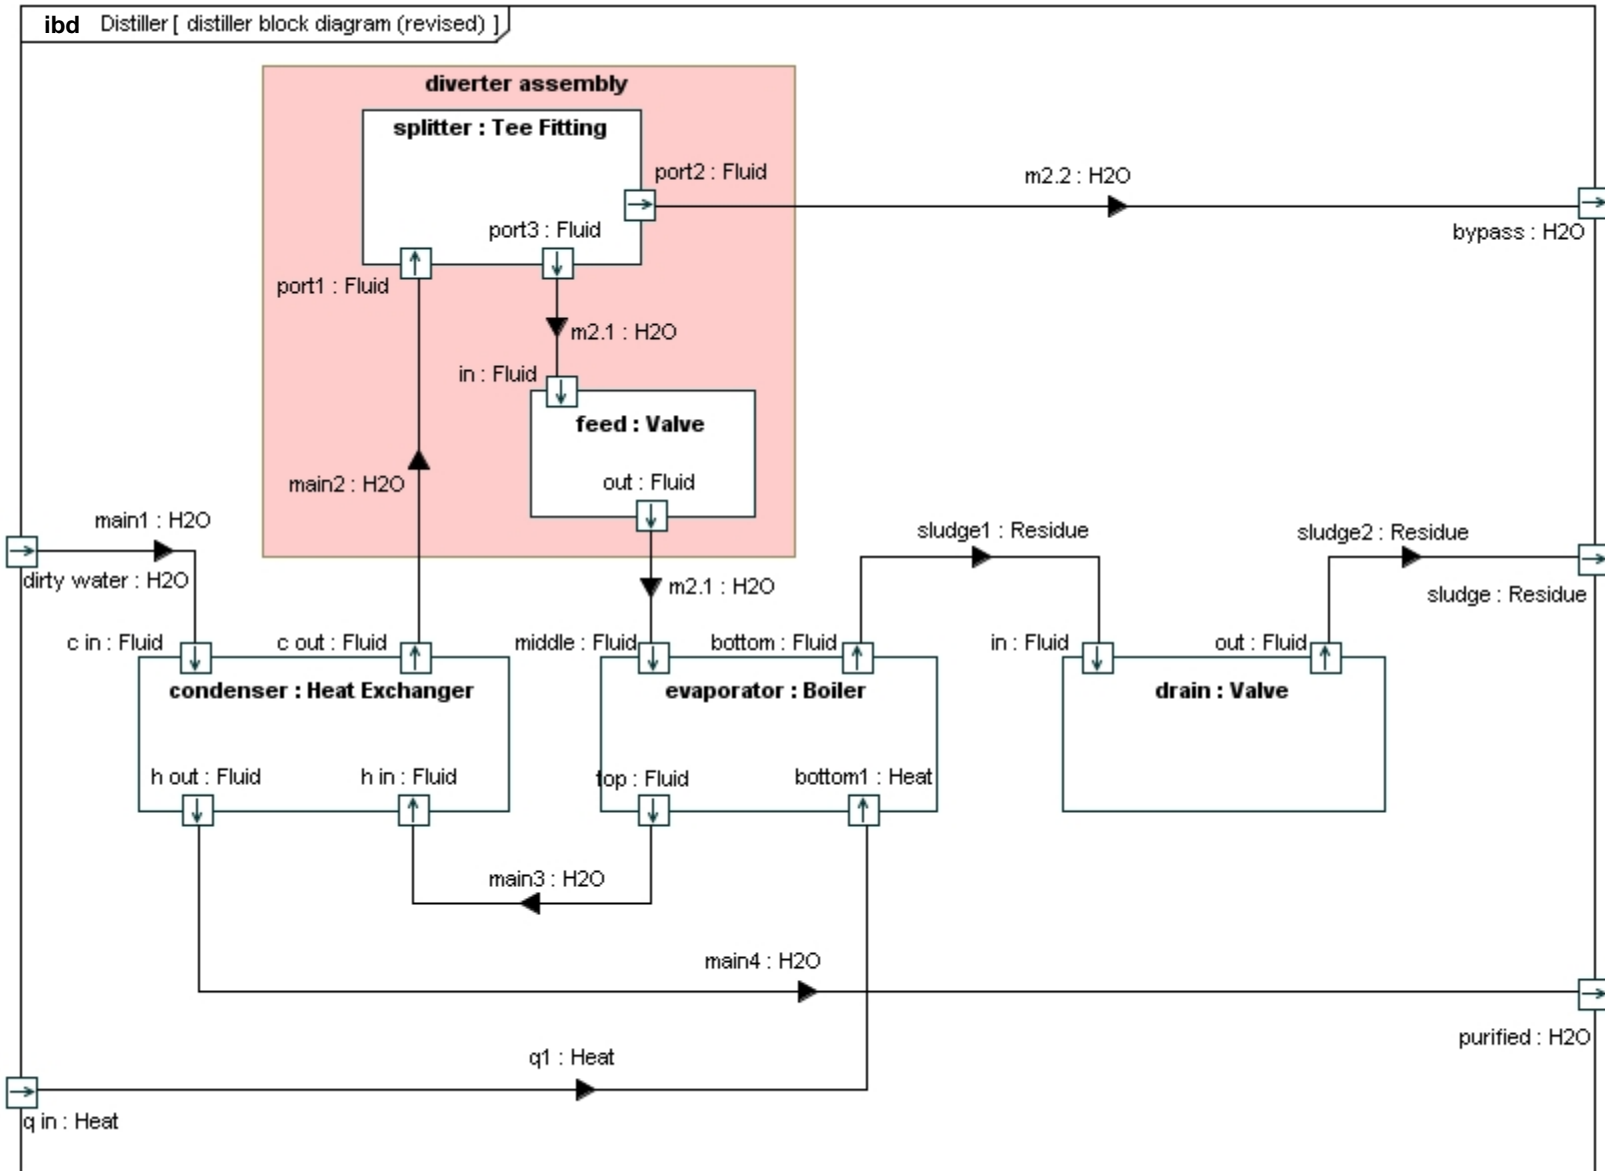 ibd Distiller [ distiller block diagram (revised) ]
diverter assembly
splitter : Tee Fitting
port2 : Fluid
m2.2 : H2O
port3 : Fluid
bypass : H2O
port1 : Fluid
m2.1 : H2O
in : Fluid
feed : Valve
main2 : H2O
out : Fluid
main1 : H2O
sludge1 : Residue
sludge2 : Residue
dirty water : H2O
m2.1 : H2O
sludge : Residue
c in : Fluid
c out : Fluid
middle : Fluid
bottom : Fluid
in : Fluid
out : Fluid
condenser : Heat Exchanger
evaporator : Boiler
drain : Valve
h out : Fluid
h in : Fluid
top : Fluid
bottom1 : Heat
main3 : H2O
main4 : H2O
purified : H2O
q1 : Heat
q in : Heat